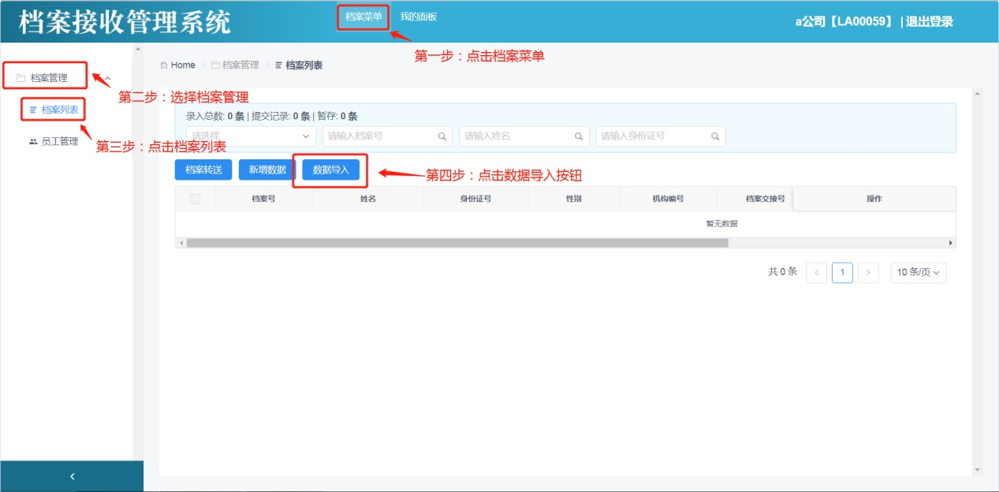 档案接收管理系统
档案菜单 我的面板
a公司【LA00059】 | 退出登录
第一步：点击档案菜单
Home / 档案管理 / 档案列表
档案管理
第二步：选择档案管理
档案列表
录入总数: 0 条 | 提交记录: 0 条 | 暂存: 0 条
请选择 请输入档案号 请输入姓名 请输入身份证号
员工管理
第三步：点击档案列表
档案转送 新增数据 数据导入
第四步：点击数据导入按钮
档案号 姓名 身份证号 性别 机构编号 档案交接号 操作
暂无数据
共 0 条 1 10 条/页